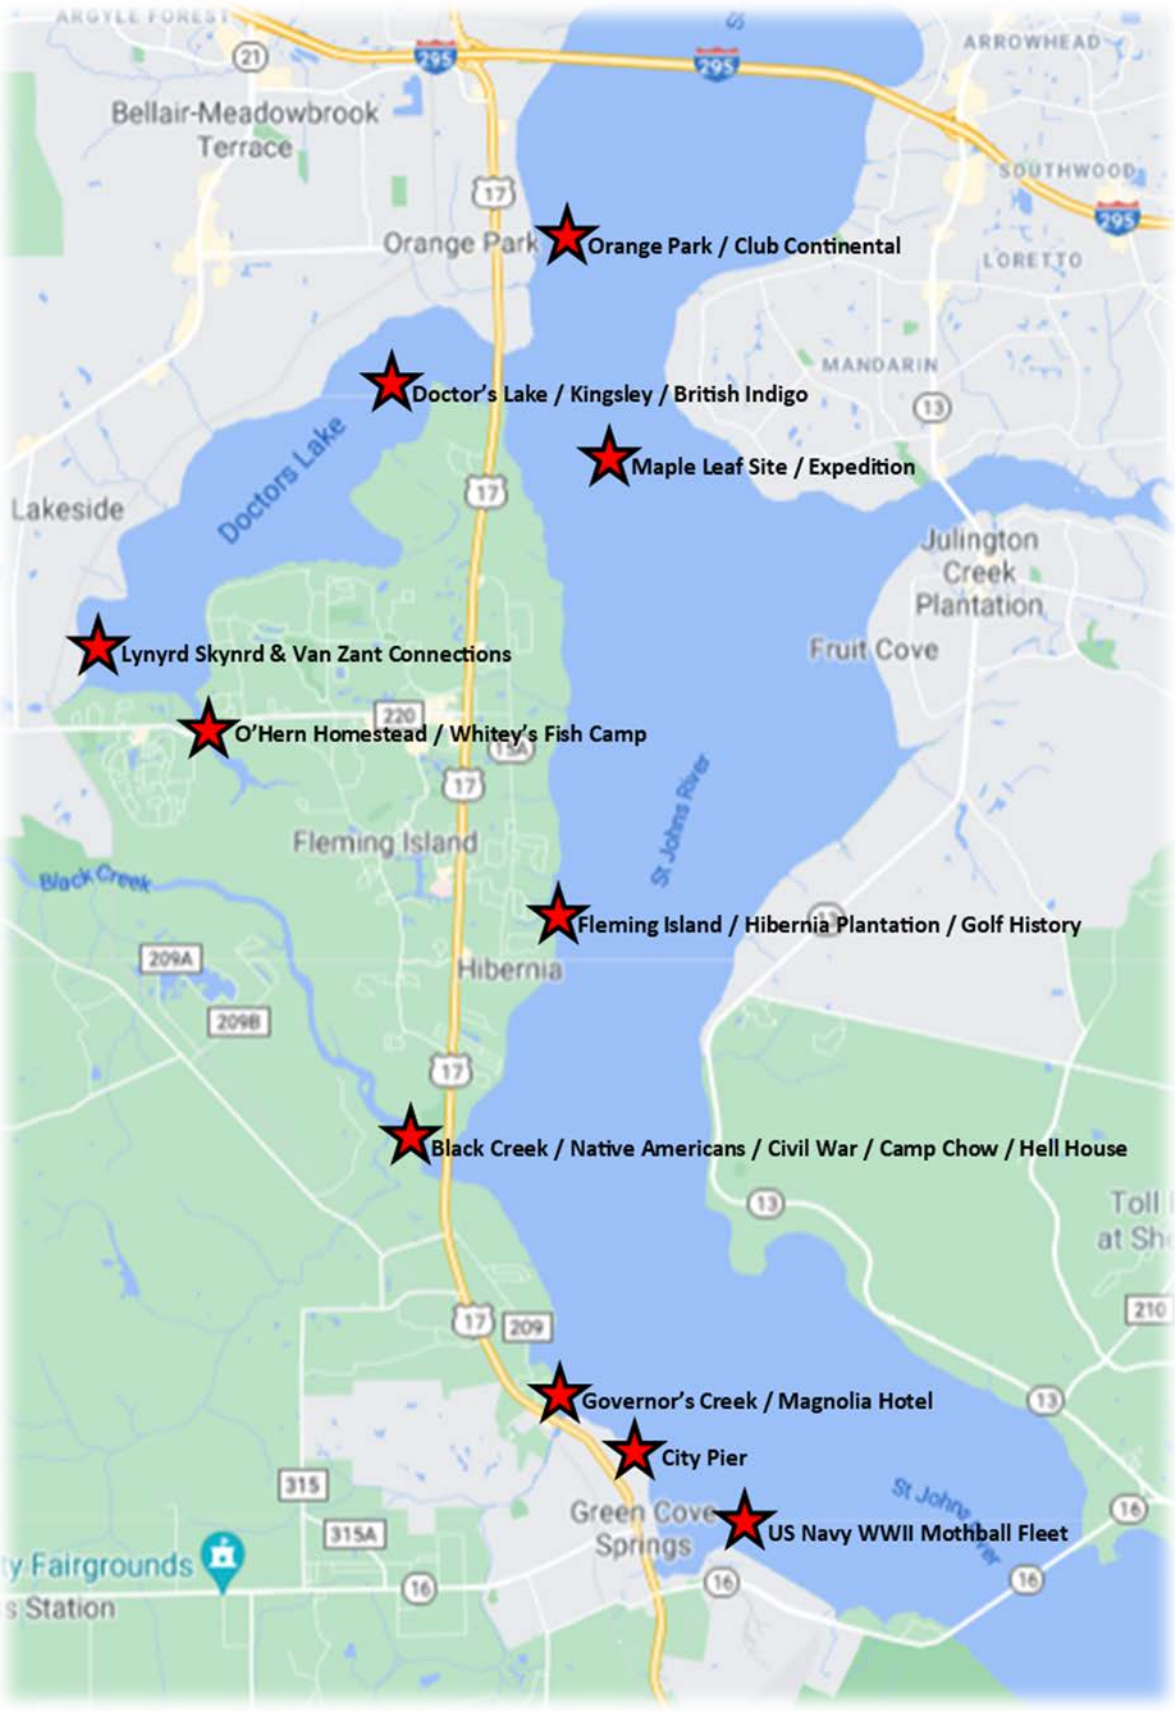 ARGYLE FOREST
21
295
295
ARROWHEAD
Bellair-Meadowbrook
Terrace
SOUTHWOOD
17
295
Orange Park
Orange Park / Club Continental
LORETTO
MANDARIN
Doctor's Lake / Kingsley / British Indigo
13
Doctors Lake
Maple Leaf Site / Expedition
17
Lakeside
Julington
Creek
Plantation
Fruit Cove
Lynyrd Skynrd & Van Zant Connections
220
O'Hern Homestead / Whitey's Fish Camp
15A
17
St Johns River
Fleming Island
Black Creek
13
Fleming Island / Hibernia Plantation / Golf History
209A
Hibernia
209B
17
Black Creek / Native Americans / Civil War / Camp Chow / Hell House
13
Toll
at Sh
210
17
209
13
Governor's Creek / Magnolia Hotel
City Pier
315
St Johns River
16
Green Cove
Springs
US Navy WWII Mothball Fleet
315A
y Fairgrounds
16
16
16
s Station